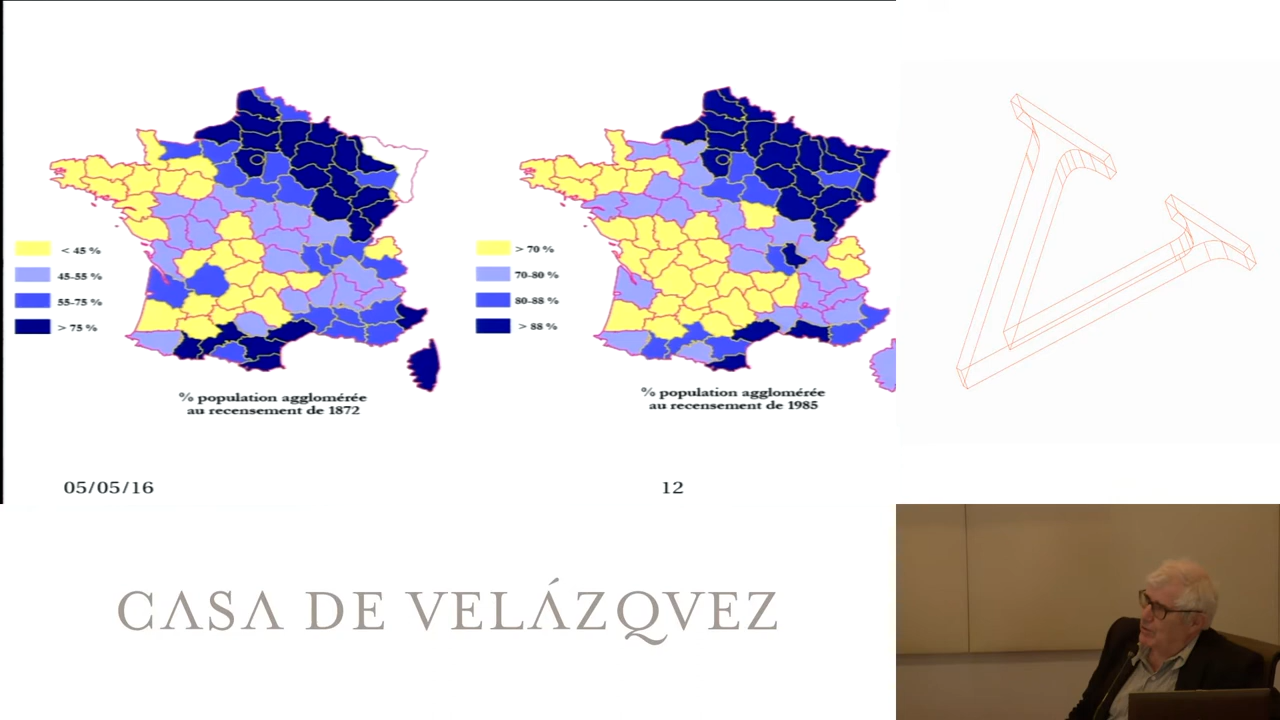 < 45 %
45-55 %
55-75 %
> 75 %
% population agglomérée
au recensement de 1872
> 70 %
70-80 %
80-88 %
> 88 %
% population agglomérée
au recensement de 1985
05/05/16
12
CASA DE VELÁZQVEZ